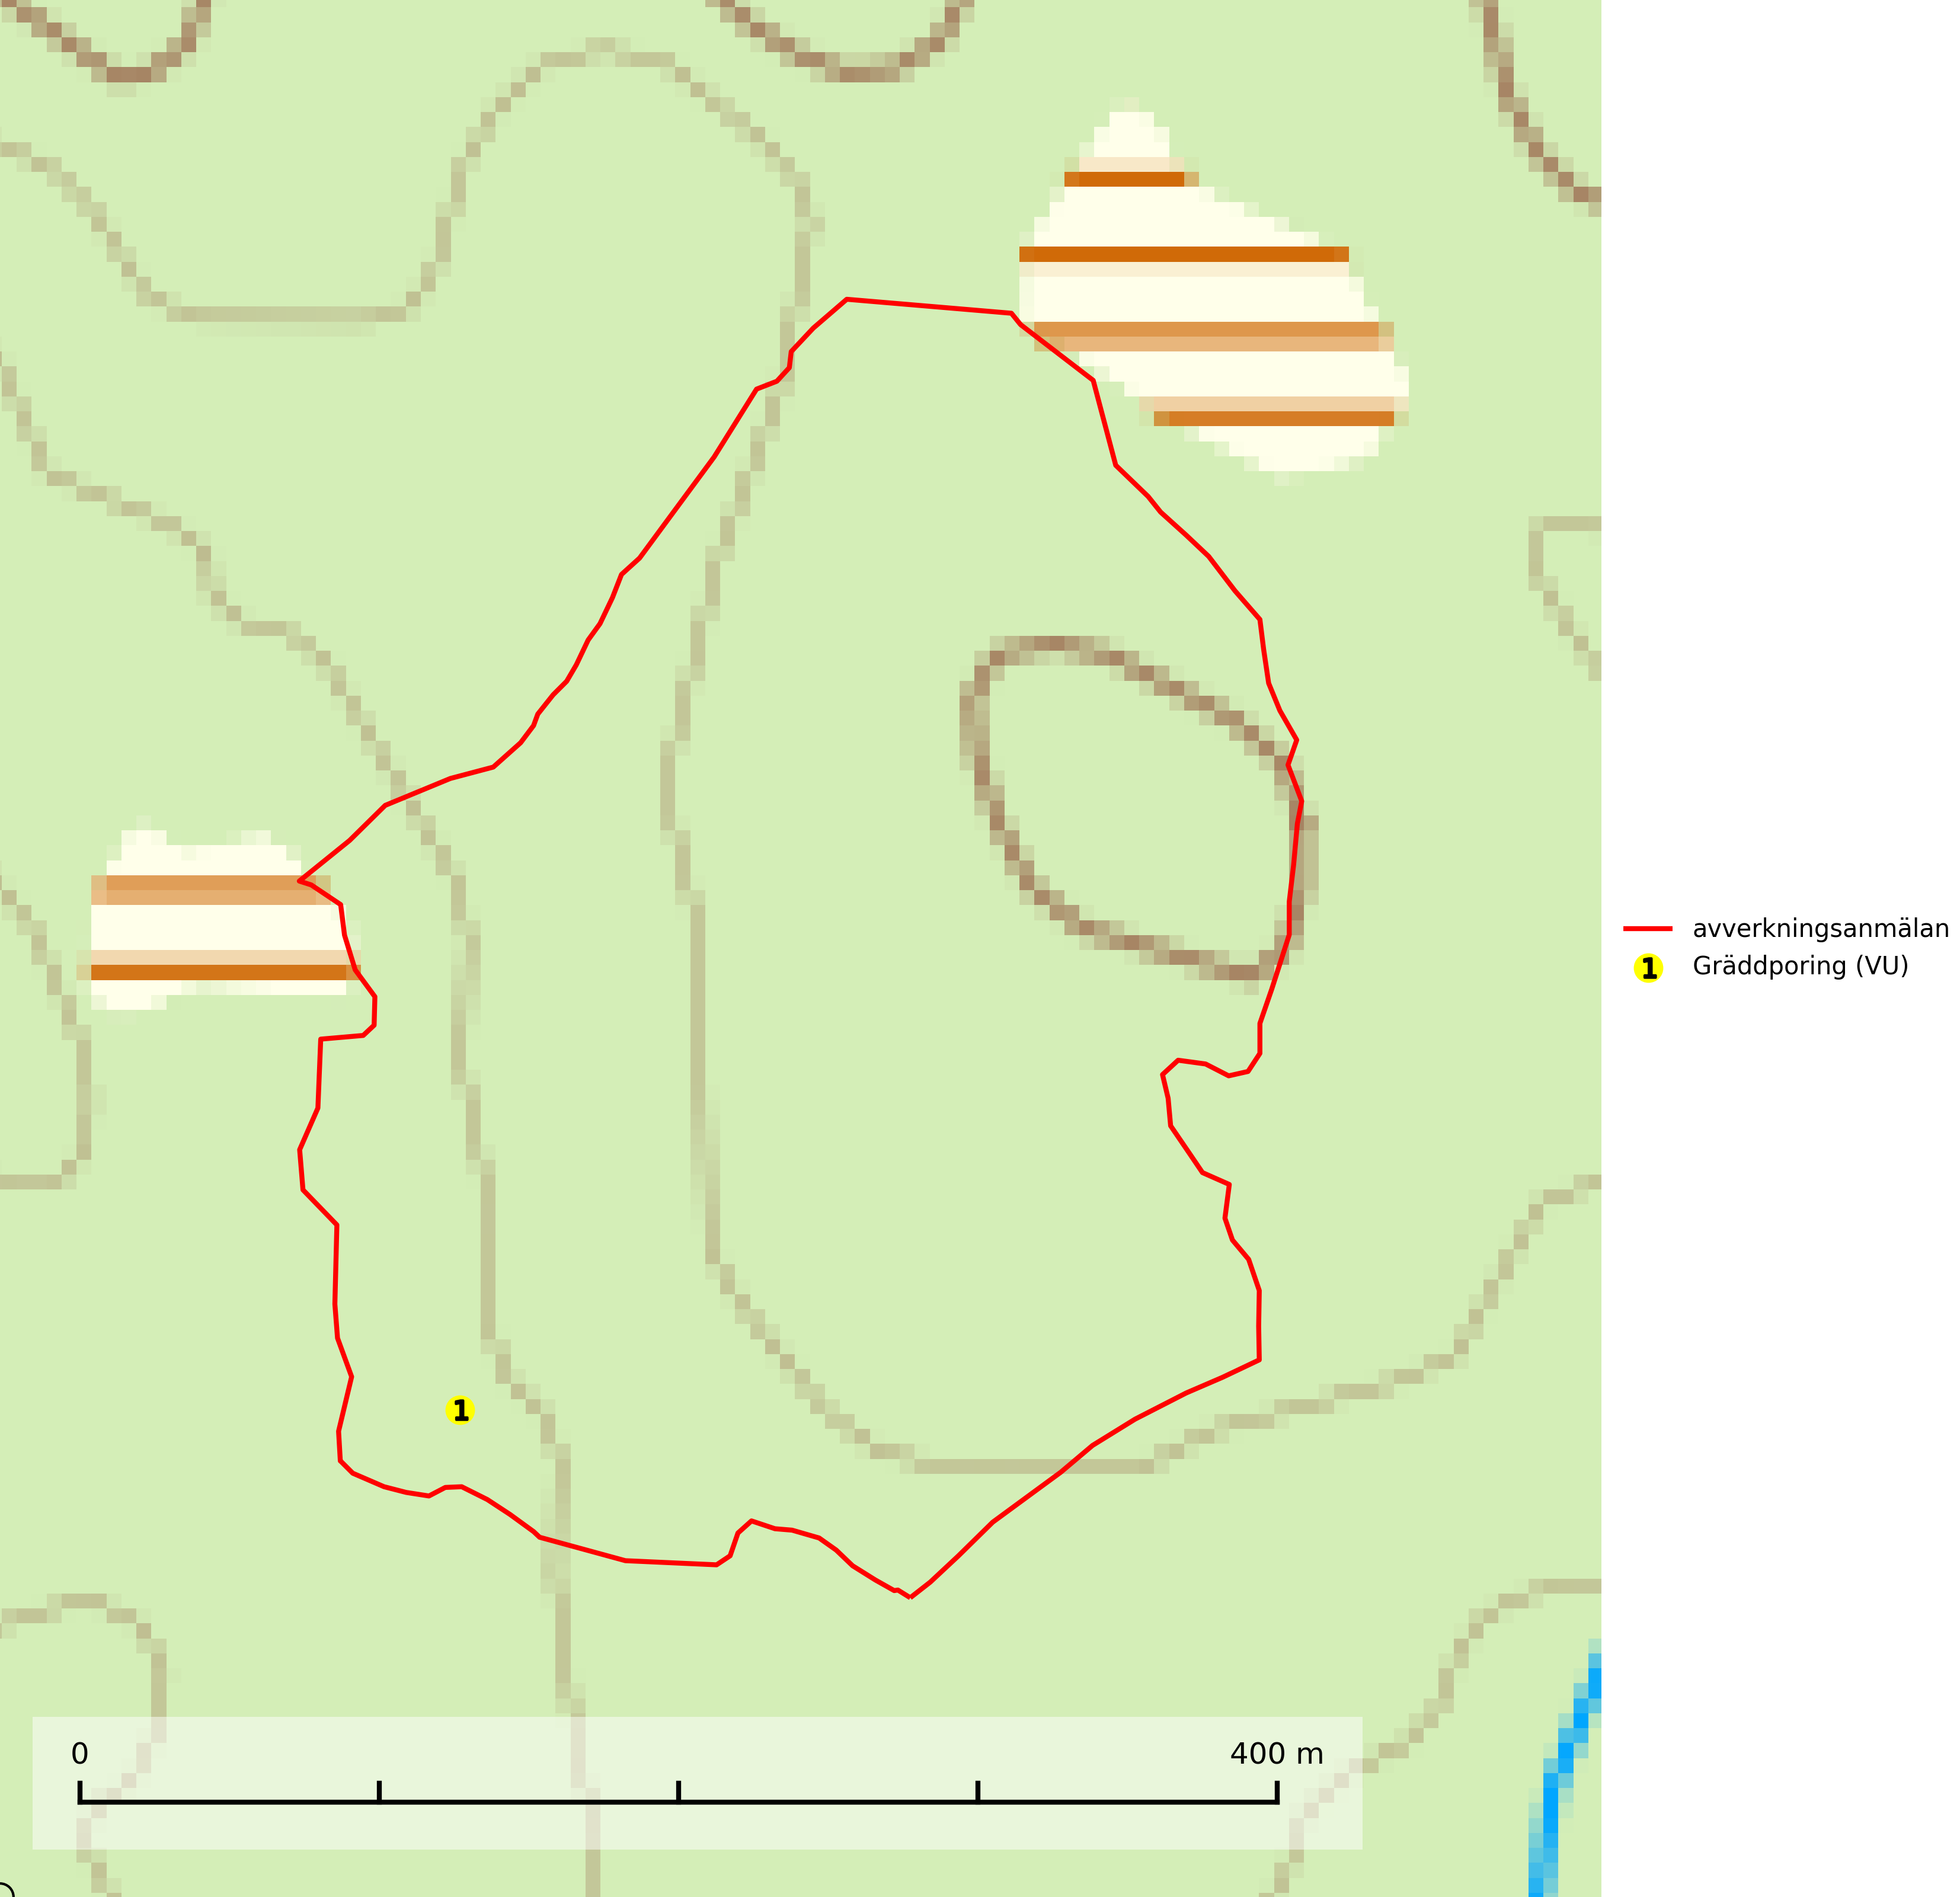 avverkningsanmälan
1 Gräddporing (VU)
1
0 400 m